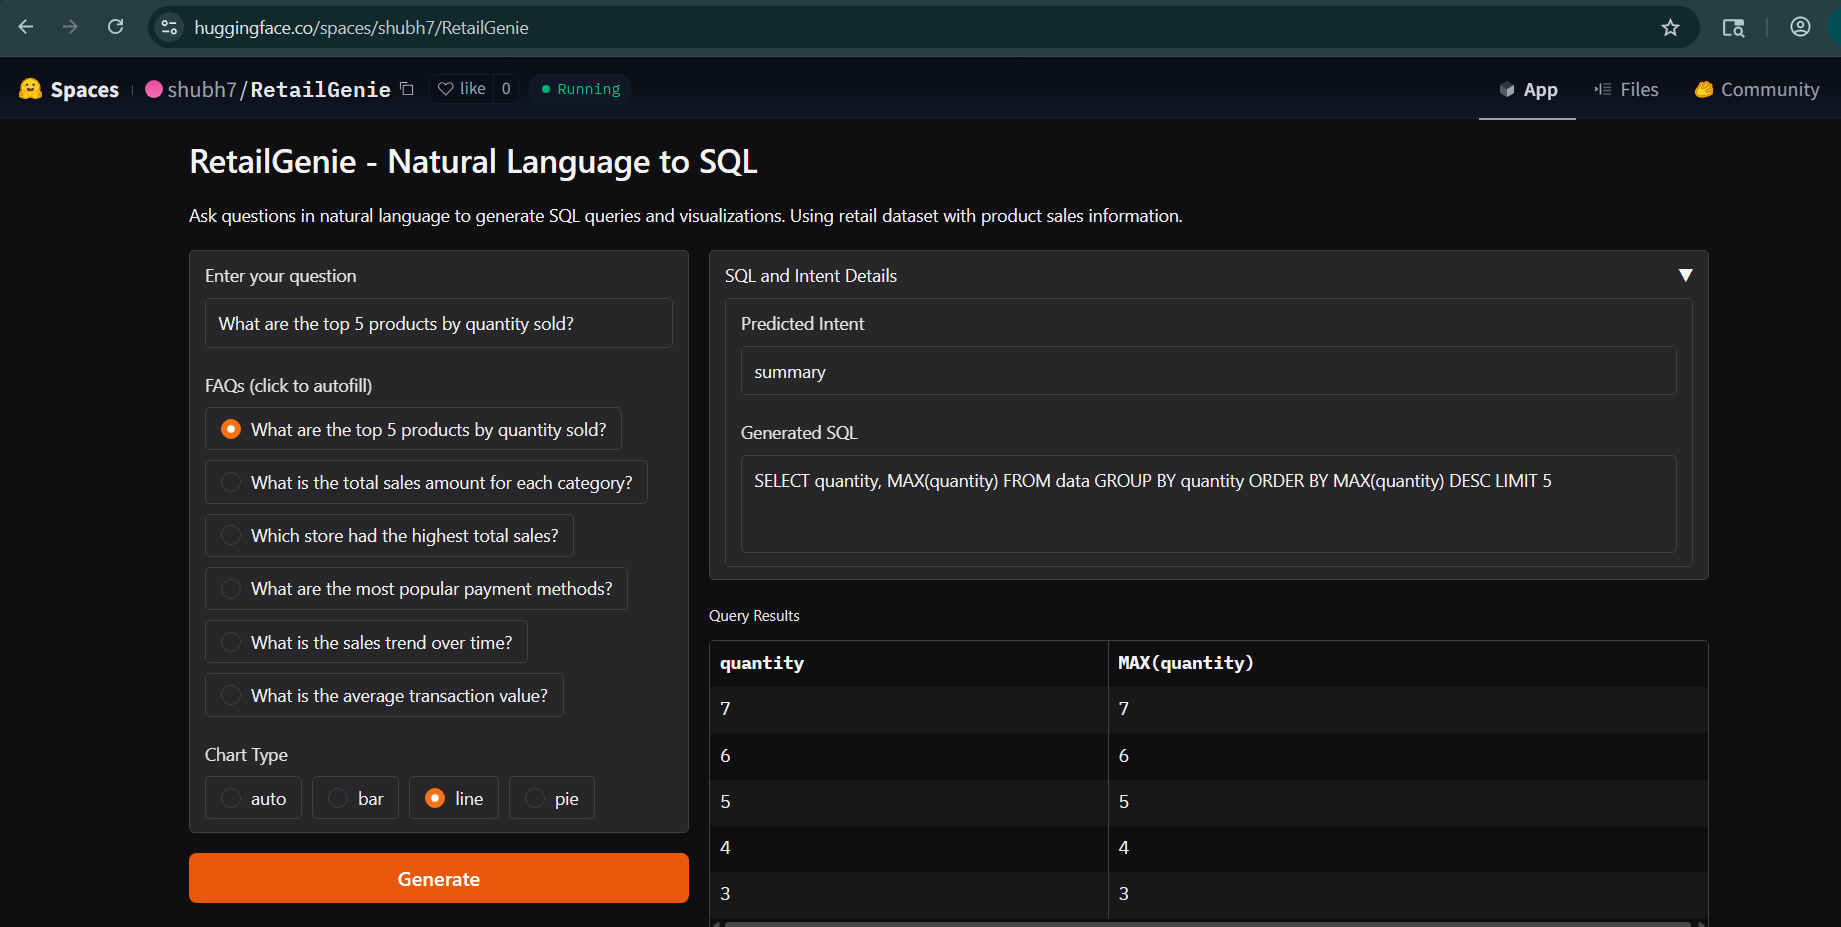 huggingface.co/spaces/shubh7/RetailGenie
Spaces shubh7/RetailGenie like 0 Running App Files Community
RetailGenie - Natural Language to SQL
Ask questions in natural language to generate SQL queries and visualizations. Using retail dataset with product sales information.
Enter your question
What are the top 5 products by quantity sold?
FAQs (click to autofill)
What are the top 5 products by quantity sold?
What is the total sales amount for each category?
Which store had the highest total sales?
What are the most popular payment methods?
What is the sales trend over time?
What is the average transaction value?
Chart Type
auto bar line pie
Generate
SQL and Intent Details
Predicted Intent
summary
Generated SQL
SELECT quantity, MAX(quantity) FROM data GROUP BY quantity ORDER BY MAX(quantity) DESC LIMIT 5
Query Results
quantity MAX(quantity)
7 7
6 6
5 5
4 4
3 3